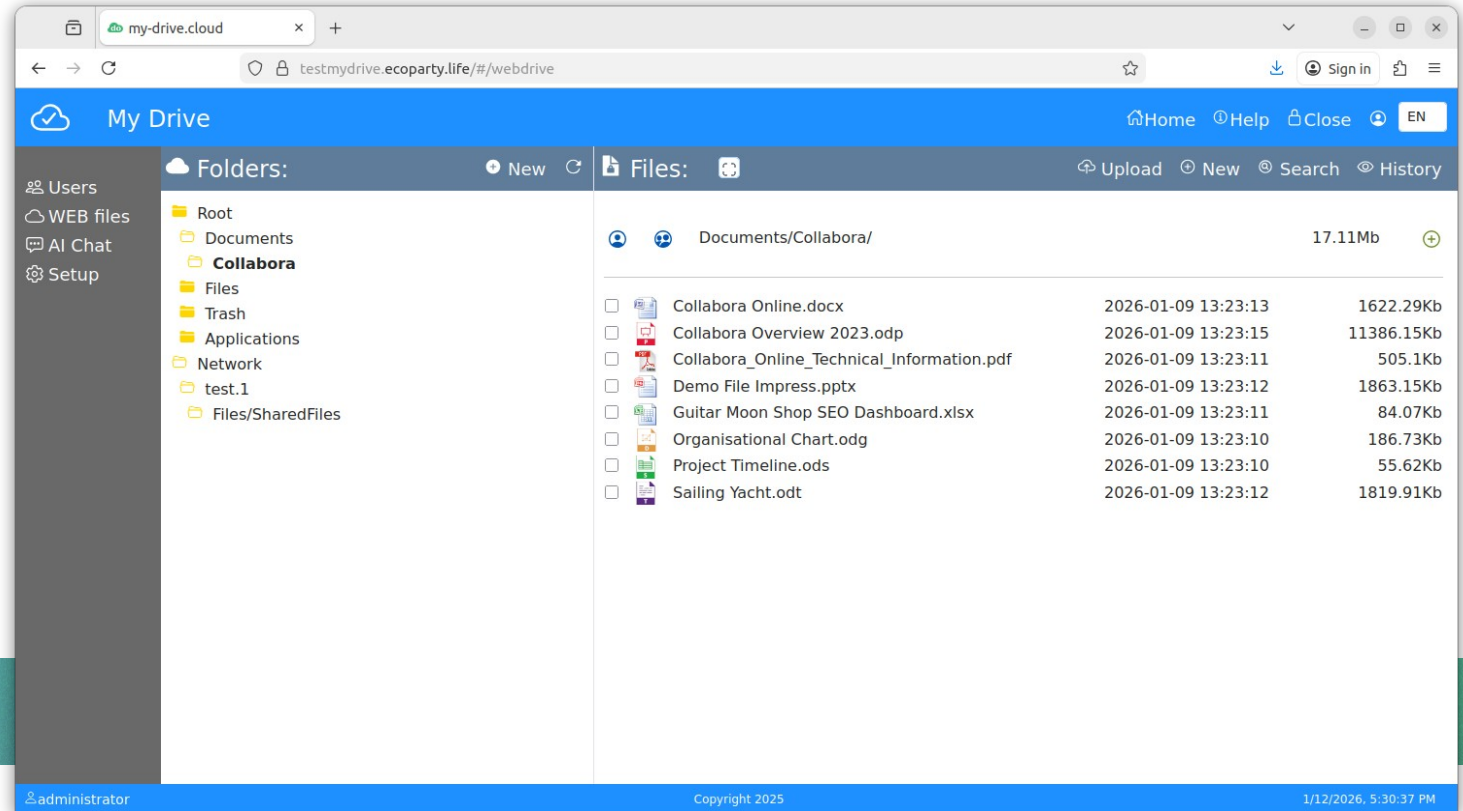 my-drive.cloud
testmydrive.ecoparty.life/#/webdrive
Sign in
My Drive
Home Help Close EN
Users
WEB files
AI Chat
Setup
Folders: New
Root
Documents
Collabora
Files
Trash
Applications
Network
test.1
Files/SharedFiles
Files: Upload New Search History
Documents/Collabora/ 17.11Mb
Collabora Online.docx 2026-01-09 13:23:13 1622.29Kb
Collabora Overview 2023.odp 2026-01-09 13:23:15 11386.15Kb
Collabora_Online_Technical_Information.pdf 2026-01-09 13:23:11 505.1Kb
Demo File Impress.pptx 2026-01-09 13:23:12 1863.15Kb
Guitar Moon Shop SEO Dashboard.xlsx 2026-01-09 13:23:11 84.07Kb
Organisational Chart.odg 2026-01-09 13:23:10 186.73Kb
Project Timeline.ods 2026-01-09 13:23:10 55.62Kb
Sailing Yacht.odt 2026-01-09 13:23:12 1819.91Kb
administrator Copyright 2025 1/12/2026, 5:30:37 PM